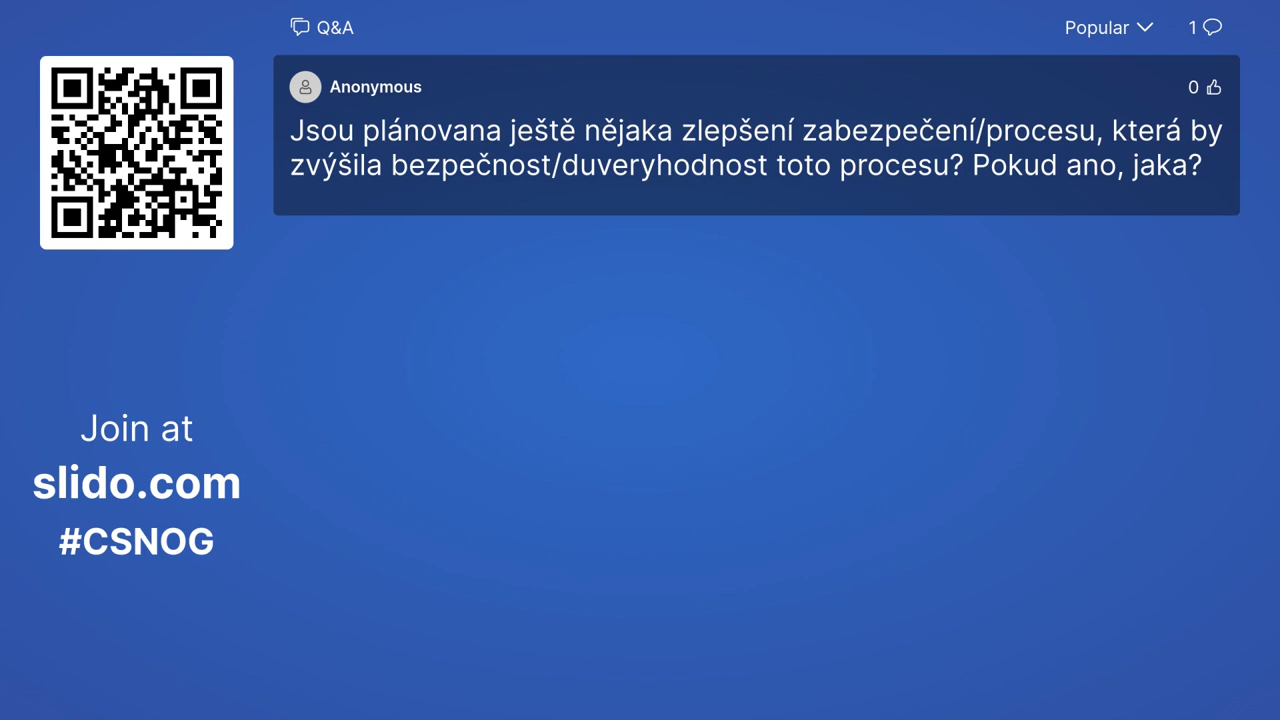 Q&A
Popular
1
Anonymous
0
Jsou plánovana ještě nějaka zlepšení zabezpečení/procesu, která by
zvýšila bezpečnost/duveryhodnost toto procesu? Pokud ano, jaka?
Join at
slido.com
#CSNOG